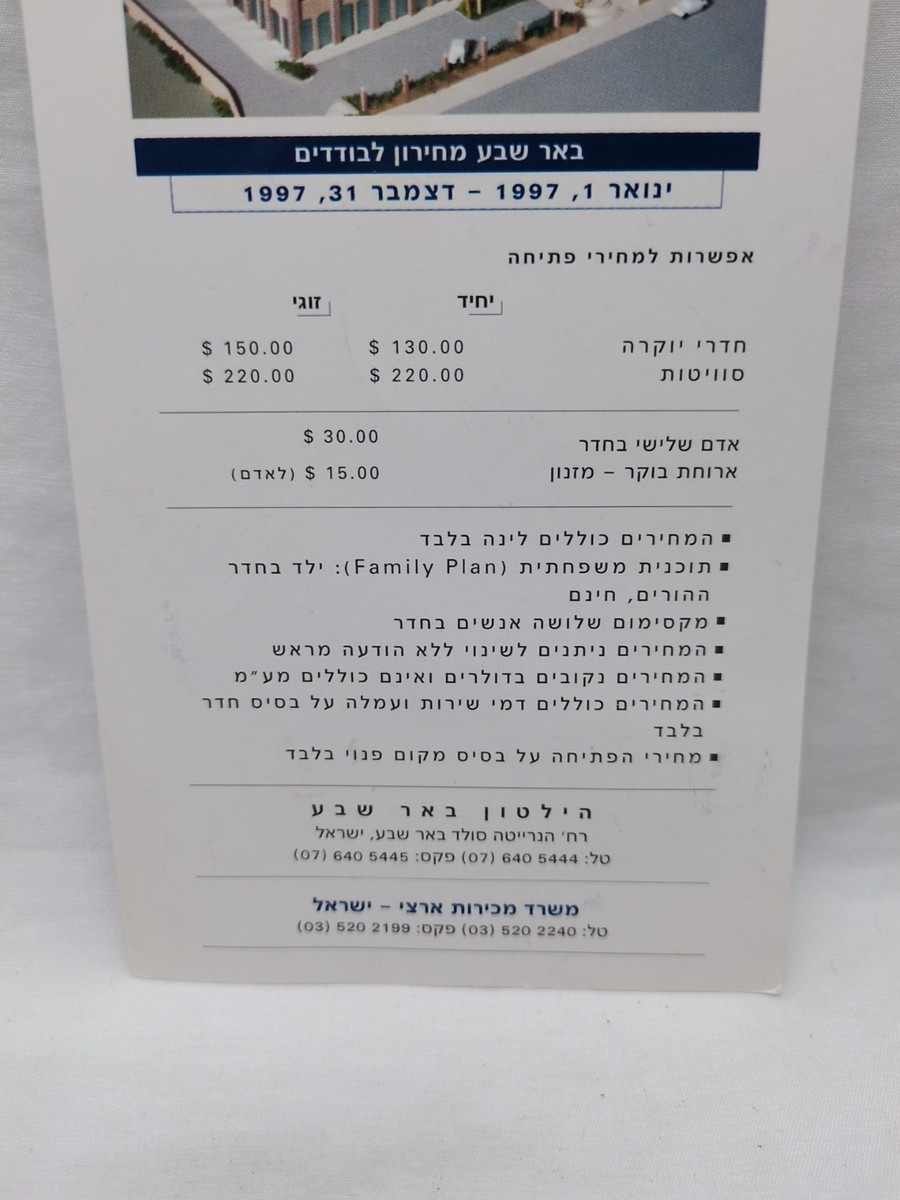 באר שבע מחירון לבודדים
ינואר 1, 1997 – דצמבר 31, 1997
אפשרות למחירי פתיחה
יחיד זוגי
חדרי יוקרה 130.00 $ 150.00 $
סוויטות 220.00 $ 220.00 $
אדם שלישי בחדר 30.00 $
ארוחת בוקר – מזנון 15.00 $ (לאדם)
■ המחירים כוללים לינה בלבד
■ תוכנית משפחתית (Family Plan): ילד בחדר
ההורים, חינם
■ מקסימום שלושה אנשים בחדר
■ המחירים ניתנים לשינוי ללא הודעה מראש
■ המחירים נקובים בדולרים ואינם כוללים מע״מ
■ המחירים כוללים דמי שירות ועמלה על בסיס חדר
בלבד
■ מחירי הפתיחה על בסיס מקום פנוי בלבד
הילטון באר שבע
רח׳ הנרייטה סולד באר שבע, ישראל
טל: 5444 640 (07) פקס: 5445 640 (07)
משרד מכירות ארצי – ישראל
טל: 2240 520 (03) פקס: 2199 520 (03)